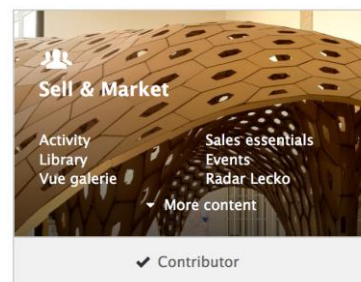 Sell & Market
Activity Sales essentials
Library Events
Vue galerie Radar Lecko
More content
Contributor